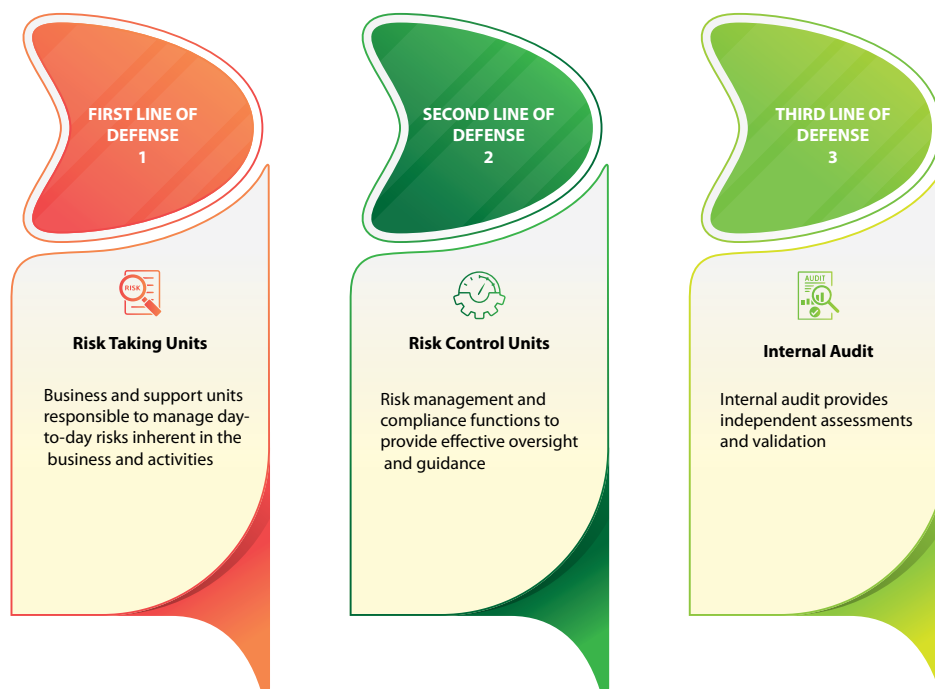 FIRST LINE OF
DEFENSE
1
RISK
Risk Taking Units
Business and support units
responsible to manage day-
to-day risks inherent in the
business and activities
SECOND LINE OF
DEFENSE
2
Risk Control Units
Risk management and
compliance functions to
provide effective oversight
and guidance
THIRD LINE OF
DEFENSE
3
AUDIT
Internal Audit
Internal audit provides
independent assessments
and validation